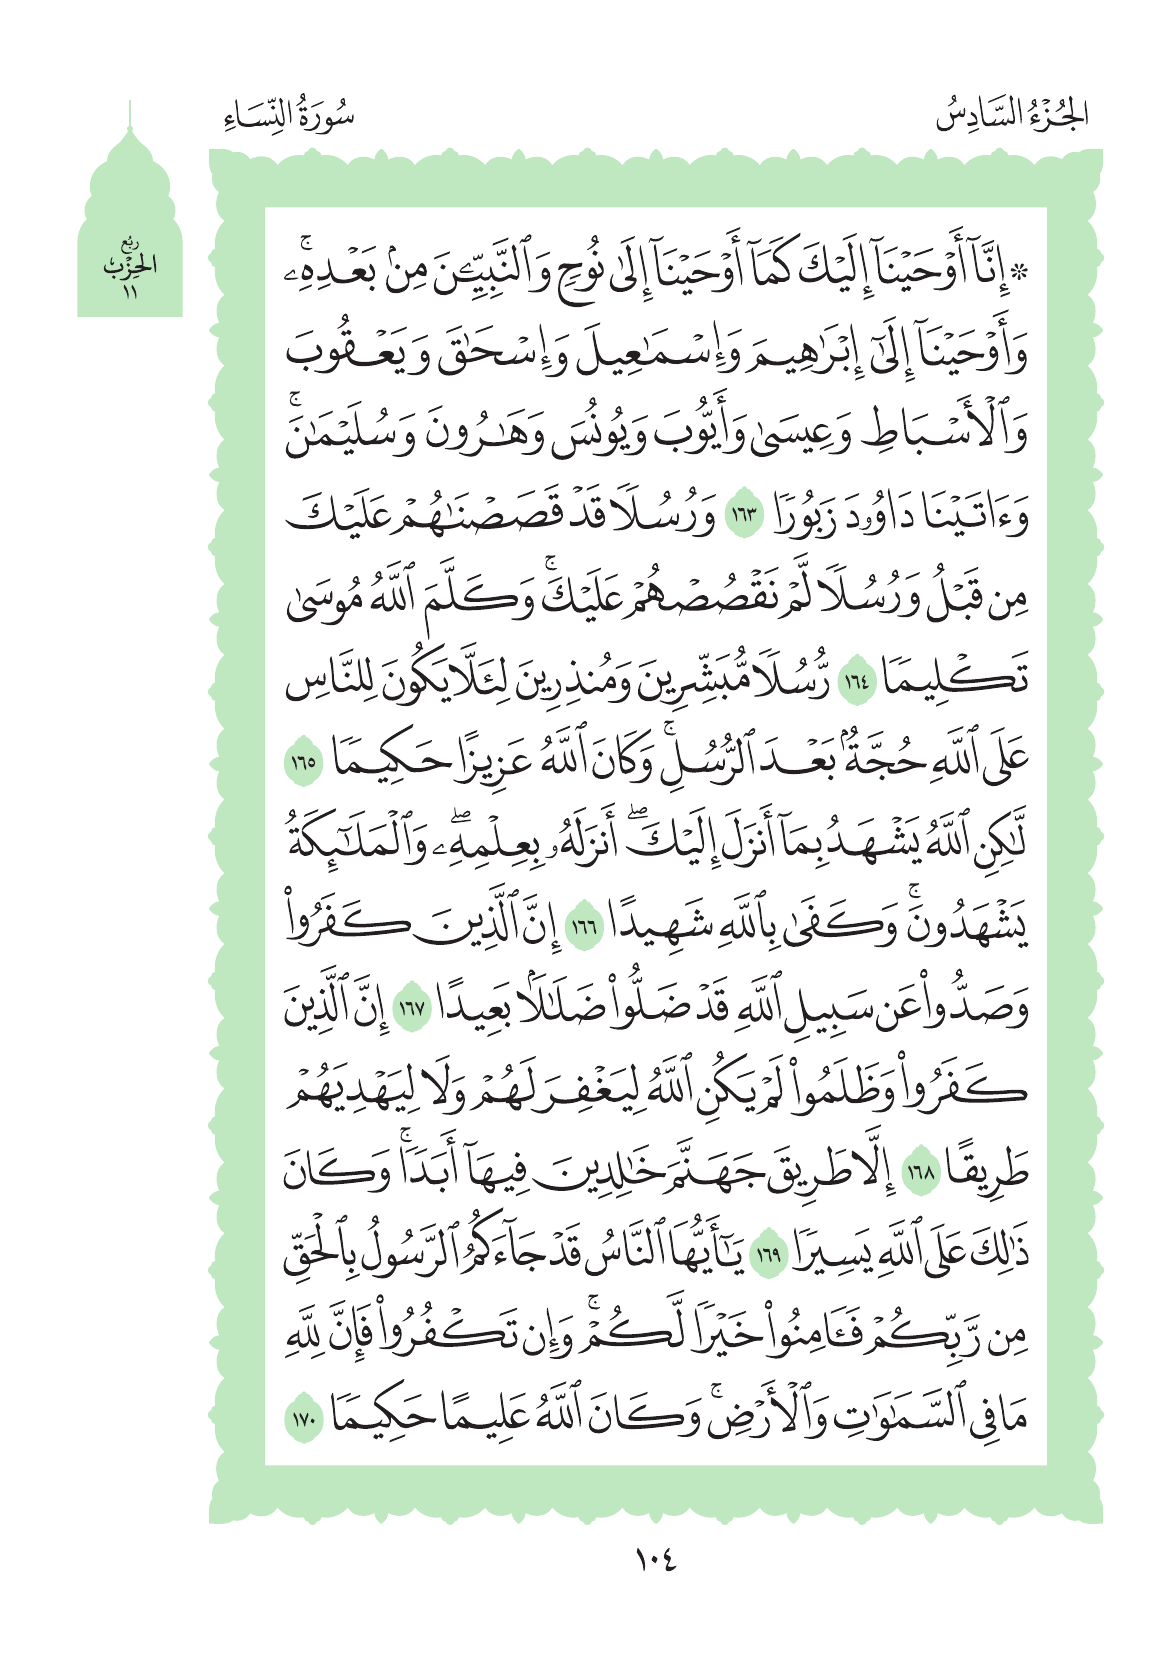 الجُزْءُ السَّادِسُ
سُورَةُ النِّسَاءِ
رُبْع
الحِزْب
١١
۞ إِنَّآ أَوْحَيْنَآ إِلَيْكَ كَمَآ أَوْحَيْنَآ إِلَىٰ نُوحٖ وَٱلنَّبِيِّـۧنَ مِنۢ بَعْدِهِۦۚ
وَأَوْحَيْنَآ إِلَىٰٓ إِبْرَٰهِيمَ وَإِسْمَٰعِيلَ وَإِسْحَٰقَ وَيَعْقُوبَ
وَٱلْأَسْبَاطِ وَعِيسَىٰ وَأَيُّوبَ وَيُونُسَ وَهَٰرُونَ وَسُلَيْمَٰنَۚ
وَءَاتَيْنَا دَاوُۥدَ زَبُورٗا ١٦٣ وَرُسُلٗا قَدْ قَصَصْنَٰهُمْ عَلَيْكَ
مِن قَبْلُ وَرُسُلٗا لَّمْ نَقْصُصْهُمْ عَلَيْكَۚ وَكَلَّمَ ٱللَّهُ مُوسَىٰ
تَكْلِيمٗا ١٦٤ رُّسُلٗا مُّبَشِّرِينَ وَمُنذِرِينَ لِئَلَّا يَكُونَ لِلنَّاسِ
عَلَى ٱللَّهِ حُجَّةُۢ بَعْدَ ٱلرُّسُلِۚ وَكَانَ ٱللَّهُ عَزِيزًا حَكِيمٗا ١٦٥
لَّٰكِنِ ٱللَّهُ يَشْهَدُ بِمَآ أَنزَلَ إِلَيْكَۖ أَنزَلَهُۥ بِعِلْمِهِۦۖ وَٱلْمَلَٰٓئِكَةُ
يَشْهَدُونَۚ وَكَفَىٰ بِٱللَّهِ شَهِيدًا ١٦٦ إِنَّ ٱلَّذِينَ كَفَرُوا۟
وَصَدُّوا۟ عَن سَبِيلِ ٱللَّهِ قَدْ ضَلُّوا۟ ضَلَٰلَۢا بَعِيدًا ١٦٧ إِنَّ ٱلَّذِينَ
كَفَرُوا۟ وَظَلَمُوا۟ لَمْ يَكُنِ ٱللَّهُ لِيَغْفِرَ لَهُمْ وَلَا لِيَهْدِيَهُمْ
طَرِيقًا ١٦٨ إِلَّا طَرِيقَ جَهَنَّمَ خَٰلِدِينَ فِيهَآ أَبَدٗاۚ وَكَانَ
ذَٰلِكَ عَلَى ٱللَّهِ يَسِيرٗا ١٦٩ يَٰٓأَيُّهَا ٱلنَّاسُ قَدْ جَآءَكُمُ ٱلرَّسُولُ بِٱلْحَقِّ
مِن رَّبِّكُمْ فَـَٔامِنُوا۟ خَيْرٗا لَّكُمْۚ وَإِن تَكْفُرُوا۟ فَإِنَّ لِلَّهِ
مَا فِي ٱلسَّمَٰوَٰتِ وَٱلْأَرْضِۚ وَكَانَ ٱللَّهُ عَلِيمًا حَكِيمٗا ١٧٠
١٠٤